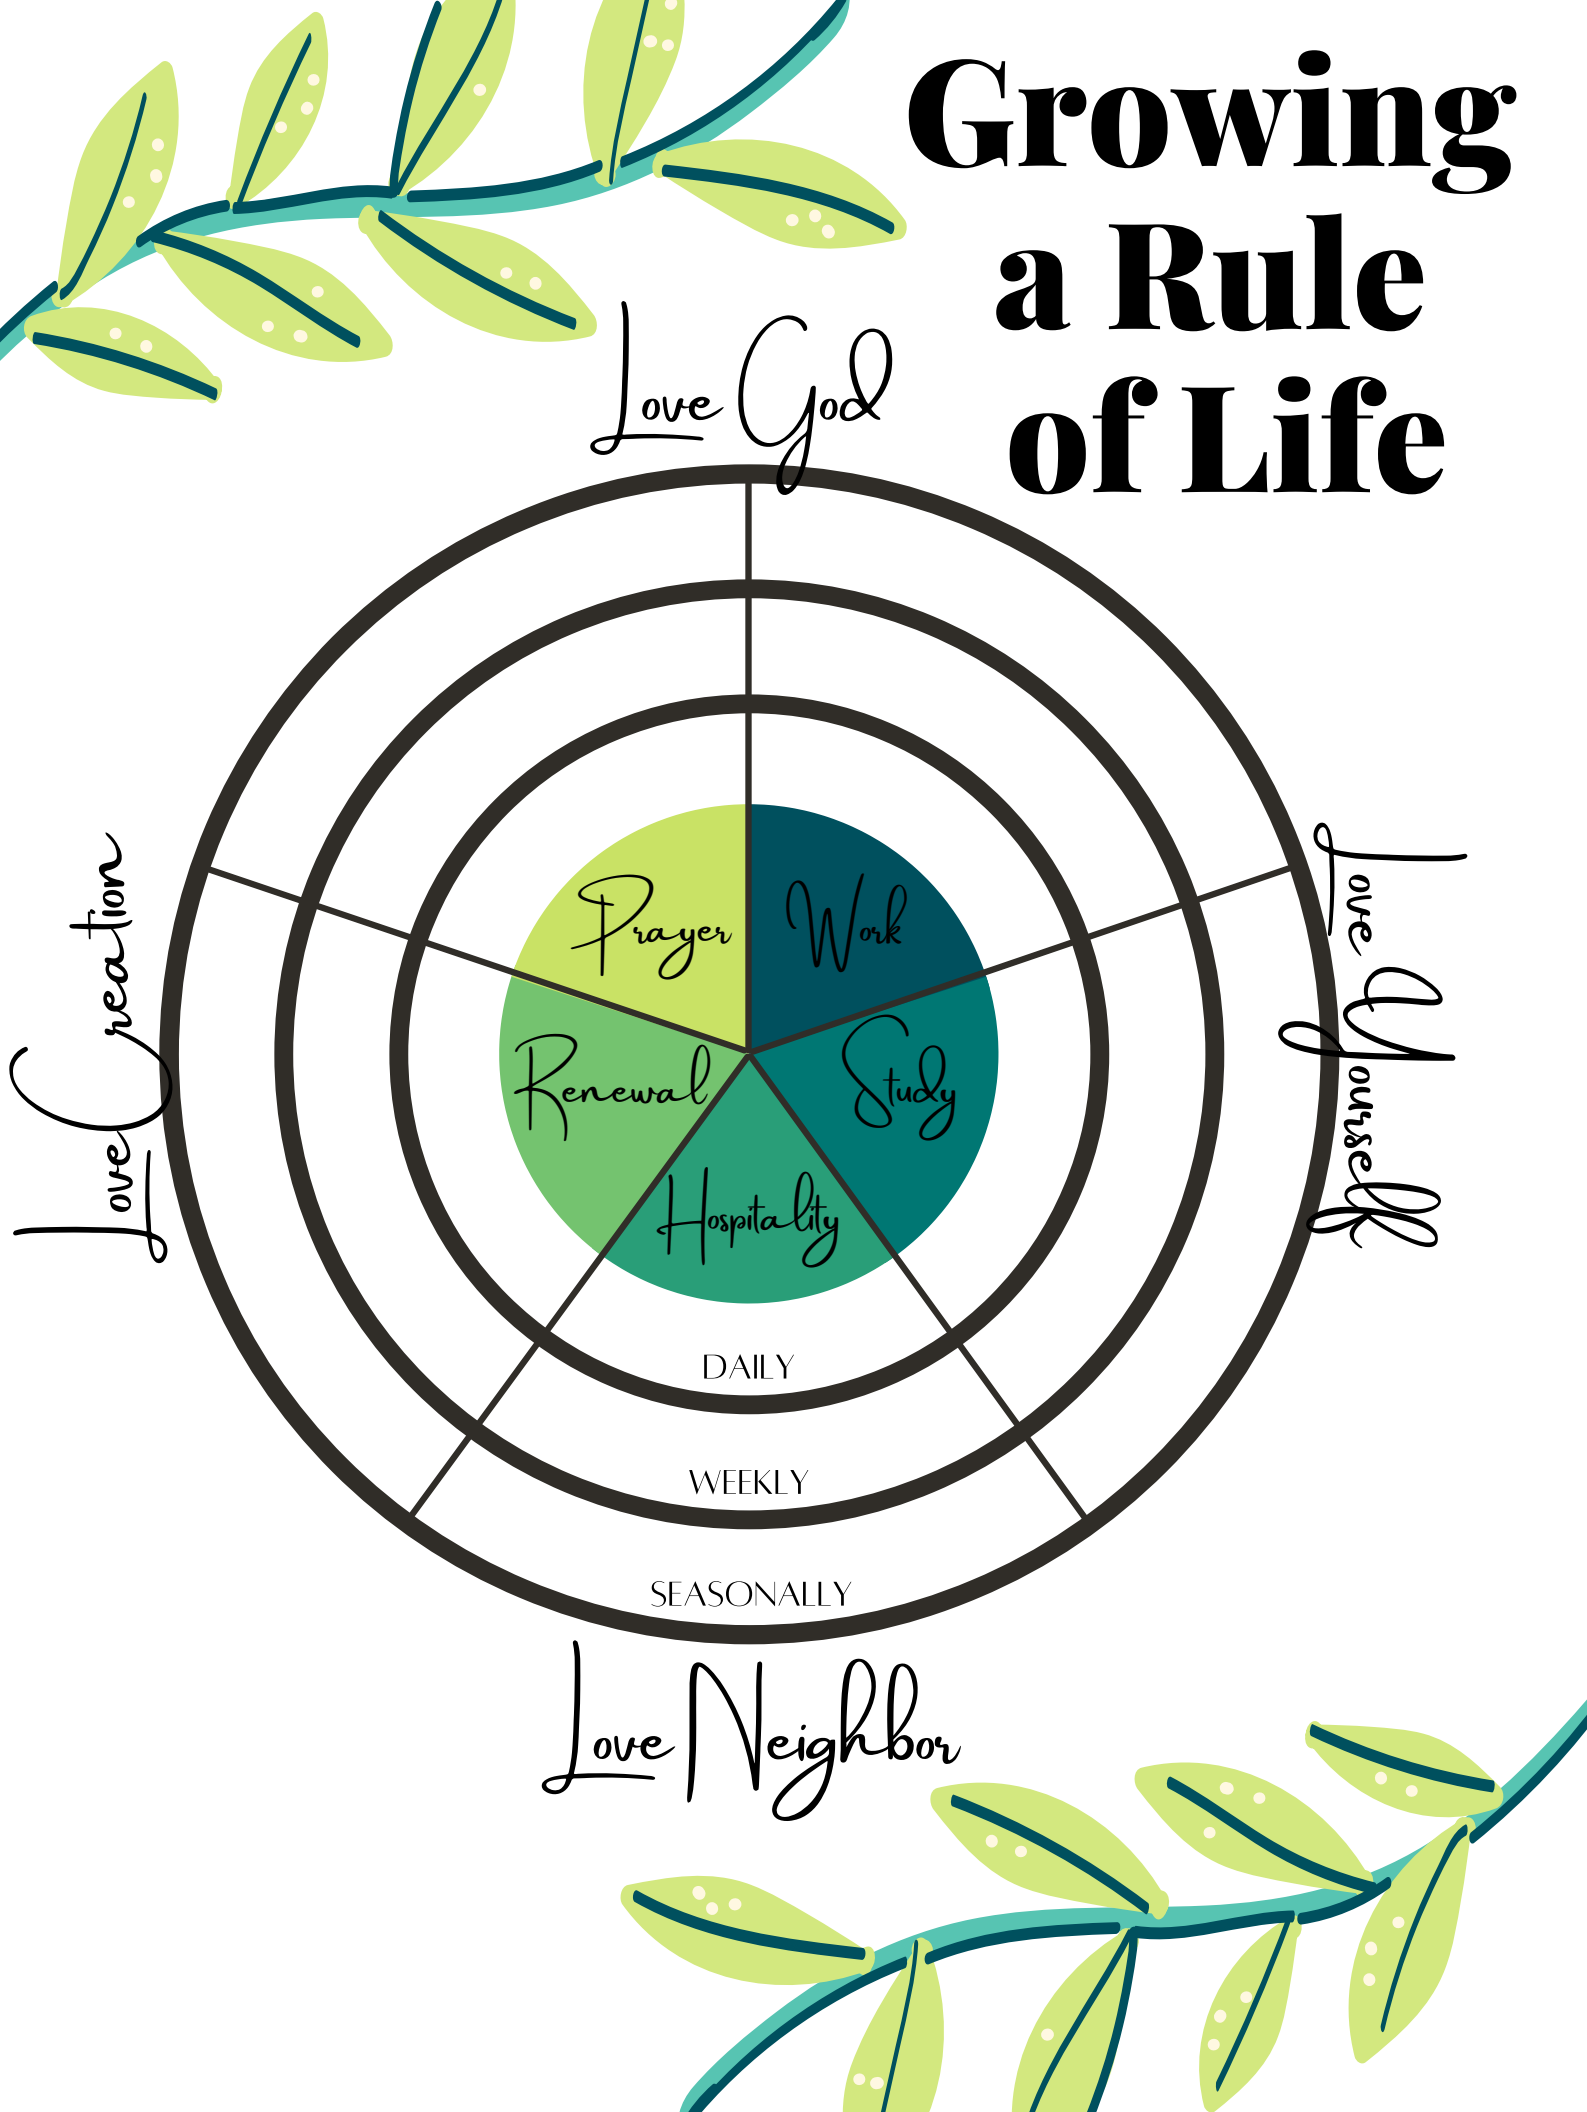 Growing
a Rule
of Life
Love God
Love Creation
Love Yourself
Prayer
Work
Renewal
Study
Hospitality
DAILY
WEEKLY
SEASONALLY
Love Neighbor